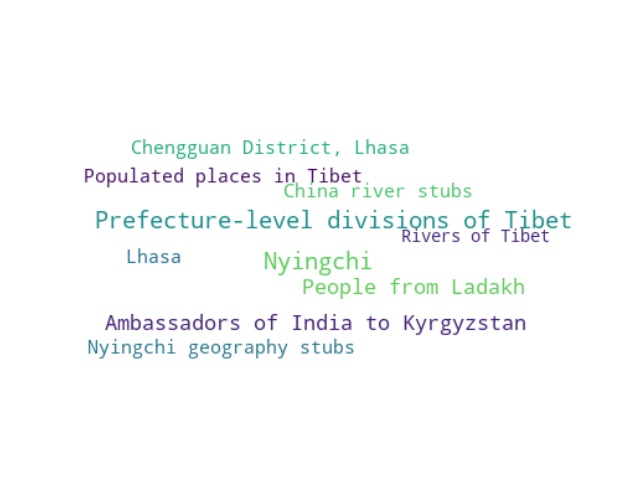 Chengguan District, Lhasa
Populated places in Tibet
China river stubs
Prefecture-level divisions of Tibet
Rivers of Tibet
Lhasa
Nyingchi
People from Ladakh
Ambassadors of India to Kyrgyzstan
Nyingchi geography stubs